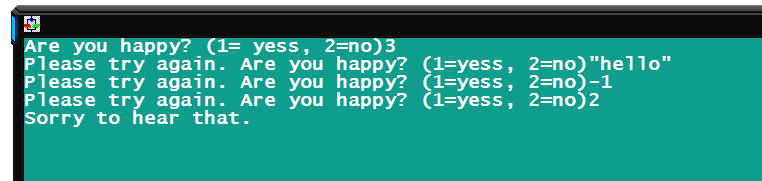 Are you happy? (1= yess, 2=no)3
Please try again. Are you happy? (1=yess, 2=no)"hello"
Please try again. Are you happy? (1=yess, 2=no)-1
Please try again. Are you happy? (1=yess, 2=no)2
Sorry to hear that.